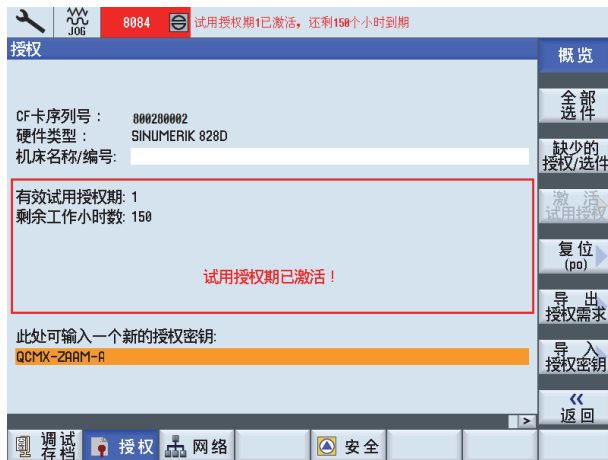 JOG
8084
试用授权期1已激活，还剩150个小时到期
授权
CF卡序列号： 800280002
硬件类型： SINUMERIK 828D
机床名称/编号:
有效试用授权期: 1
剩余工作小时数: 150
试用授权期已激活！
此处可输入一个新的授权密钥:
QCMX-ZAAM-A
概览
全部
选件
缺少的
授权/选件
激活
试用授权
复位
(po)
导出
授权需求
导入
授权密钥
«
返回
>
调试
存档
授权
网络
安全